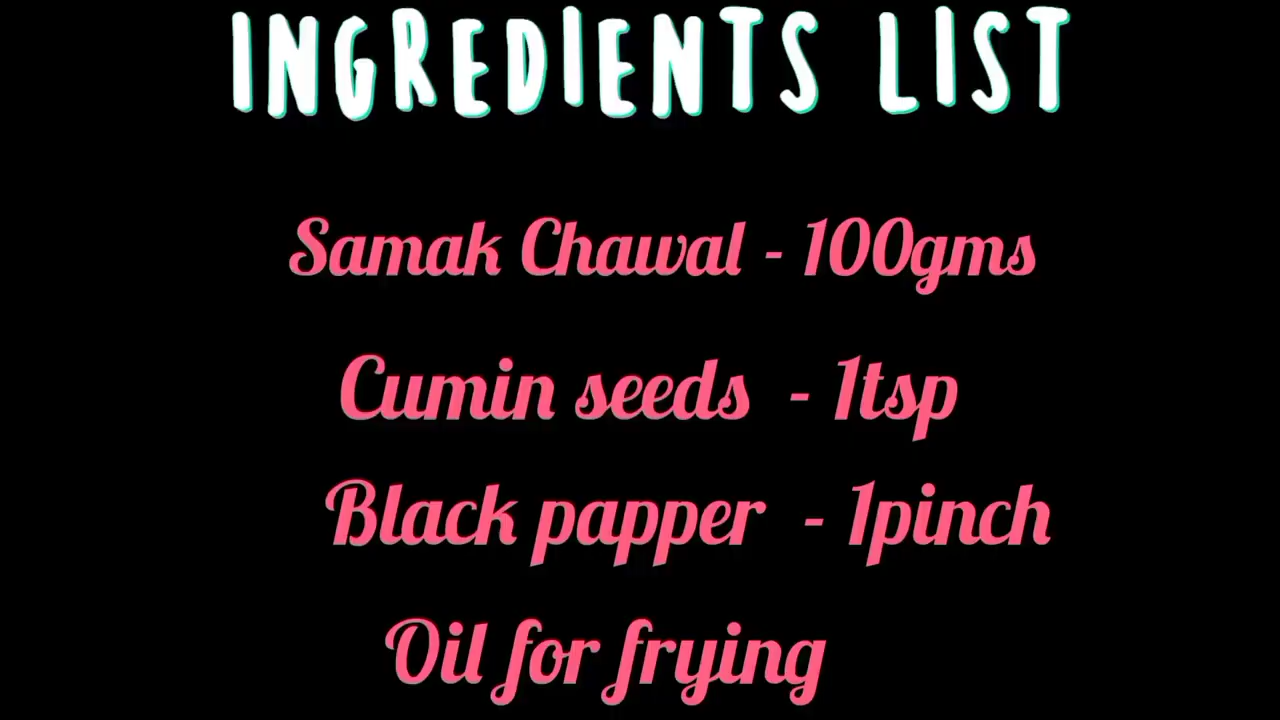 INGREDIENTS LIST
Samak Chawal - 100gms
Cumin seeds - 1tsp
Black papper - 1pinch
Oil for frying